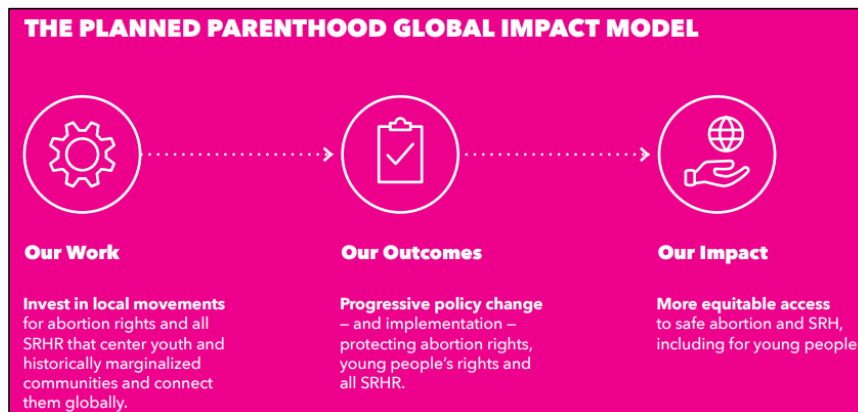 THE PLANNED PARENTHOOD GLOBAL IMPACT MODEL
Our Work
Invest in local movements
for abortion rights and all
SRHR that center youth and
historically marginalized
communities and connect
them globally.
Our Outcomes
Progressive policy change
– and implementation –
protecting abortion rights,
young people's rights and
all SRHR.
Our Impact
More equitable access
to safe abortion and SRH,
including for young people